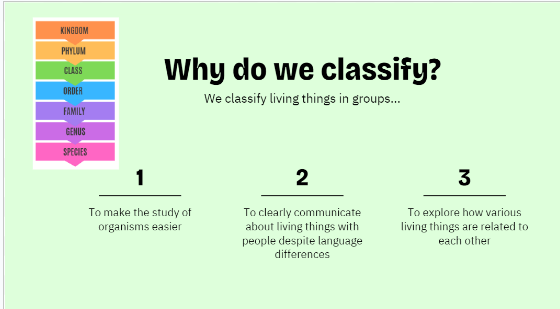 KINGDOM
PHYLUM
CLASS
ORDER
FAMILY
GENUS
SPECIES
Why do we classify?
We classify living things in groups...
1
To make the study of
organisms easier
2
To clearly communicate
about living things with
people despite language
differences
3
To explore how various
living things are related to
each other